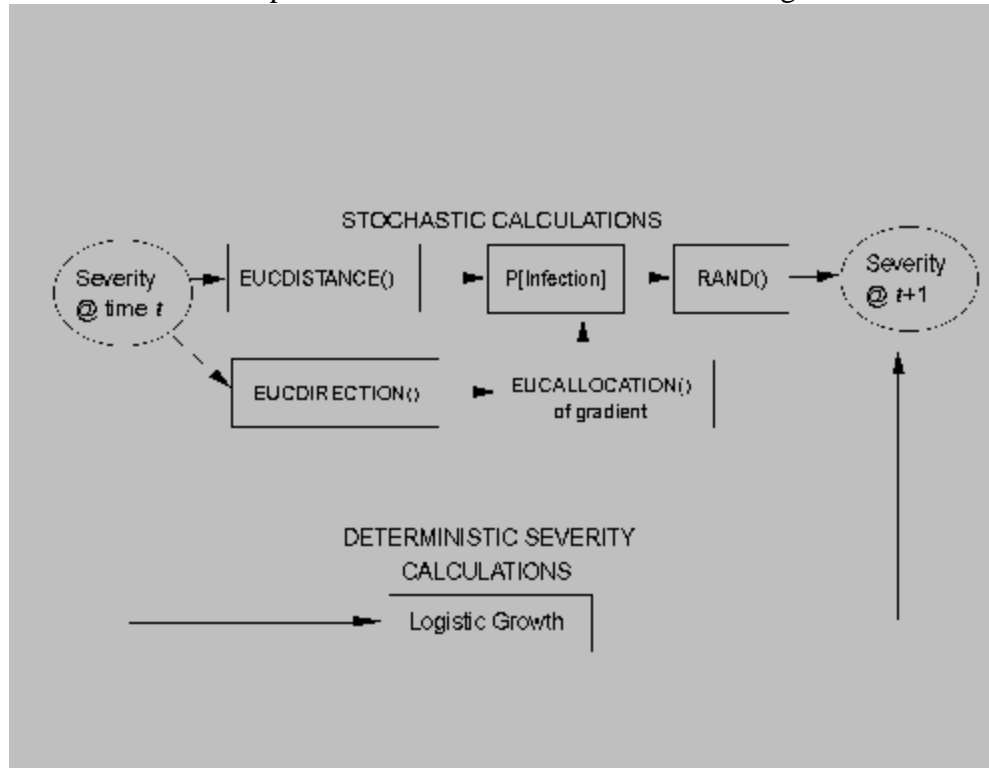 STOCHASTIC CALCULATIONS
Severity
@ time t
EUCDISTANCE()
P[Infection]
RAND()
Severity
@ t+1
EUCDIRECTION()
EUCALLOCATION()
of gradient
DETERMINISTIC SEVERITY
CALCULATIONS
Logistic Growth